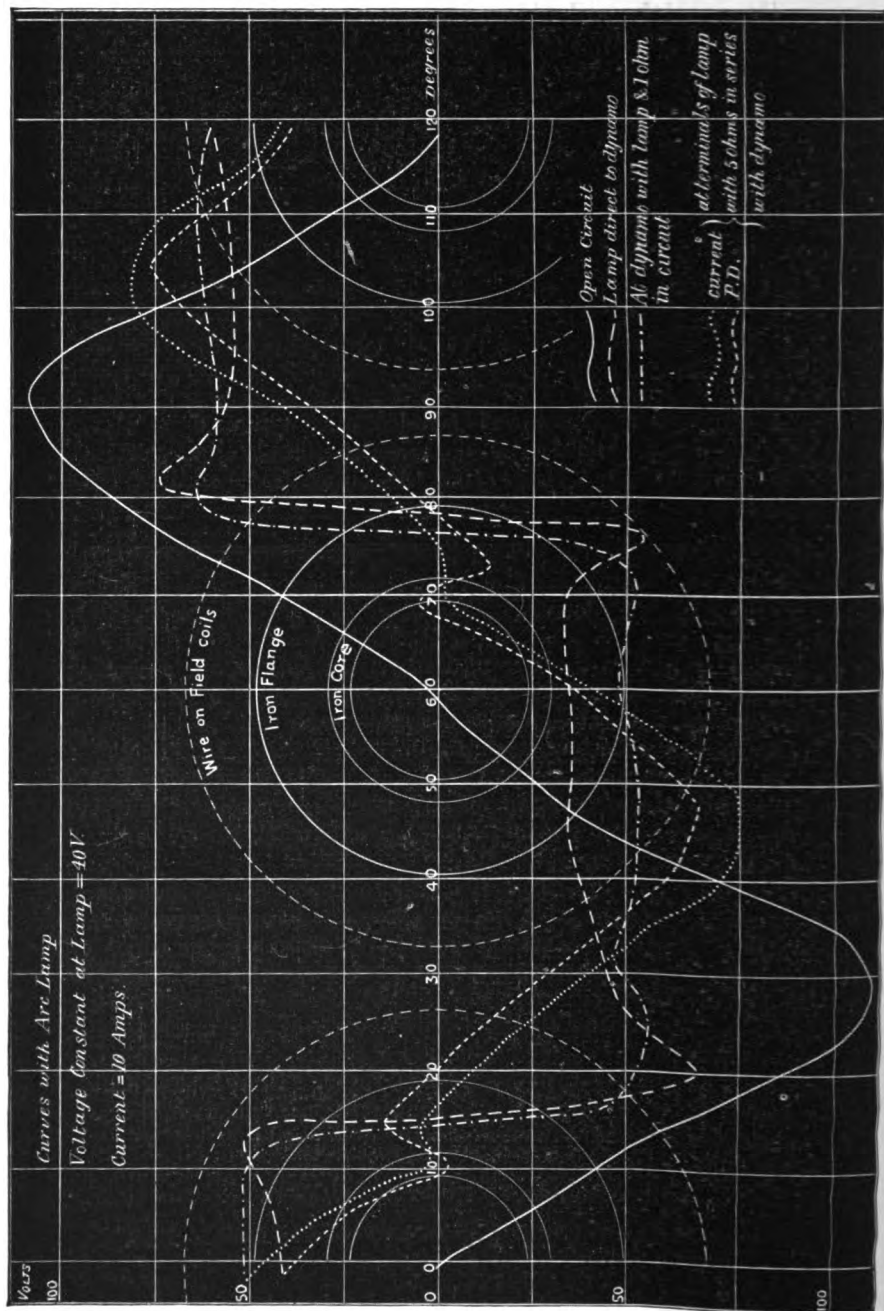 Curves with Arc Lamp
Voltage Constant at Lamp = 40V.
Current = 10 Amps.
VOLTS
100
50
0
50
100
0
10
20
30
40
50
60
70
80
90
100
110
120
Degrees
Wire on Field coils
Iron Flange
Iron Core
Open Circuit
Lamp direct to dynamo
At dynamo with lamp & 1 ohm
in circuit
current } at terminals of lamp
P.D. } with 5 ohms in series
with dynamo